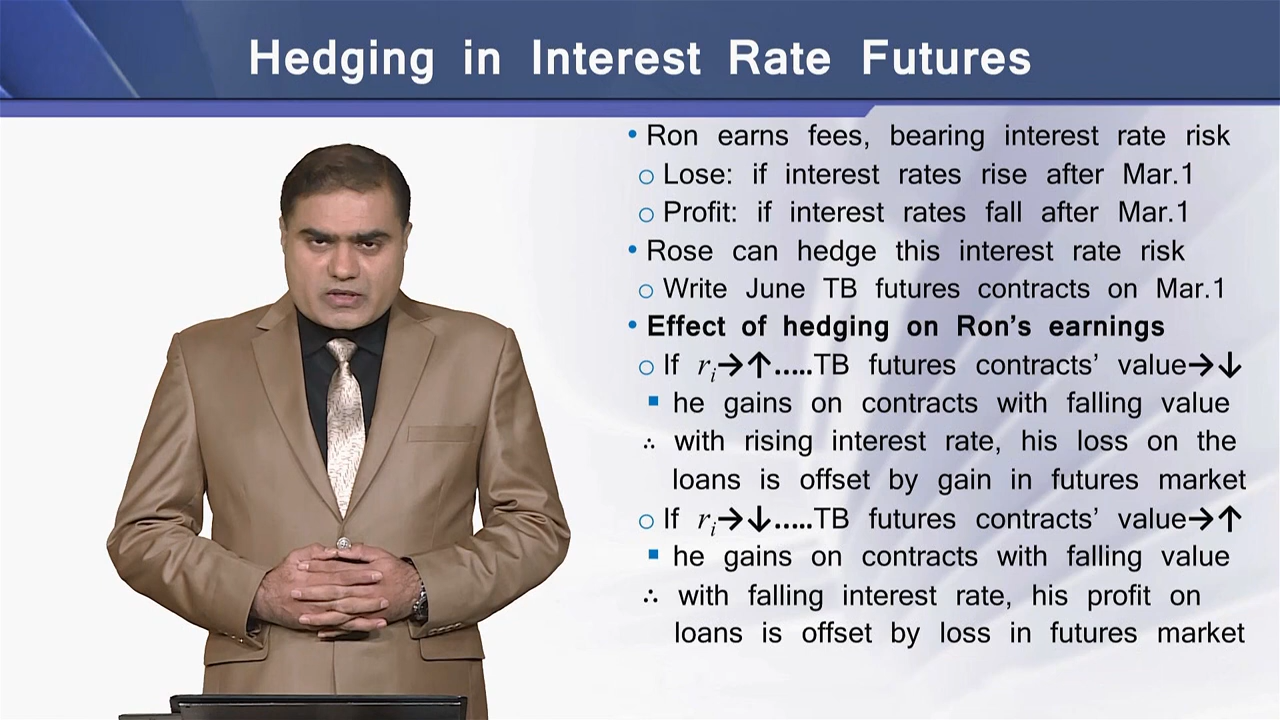 Hedging in Interest Rate Futures
• Ron earns fees, bearing interest rate risk
○ Lose: if interest rates rise after Mar.1
○ Profit: if interest rates fall after Mar.1
• Rose can hedge this interest rate risk
○ Write June TB futures contracts on Mar.1
• Effect of hedging on Ron's earnings
○ If rᵢ→↑.....TB futures contracts' value→↓
▪ he gains on contracts with falling value
∴ with rising interest rate, his loss on the
loans is offset by gain in futures market
○ If rᵢ→↓.....TB futures contracts' value→↑
▪ he gains on contracts with falling value
∴ with falling interest rate, his profit on
loans is offset by loss in futures market